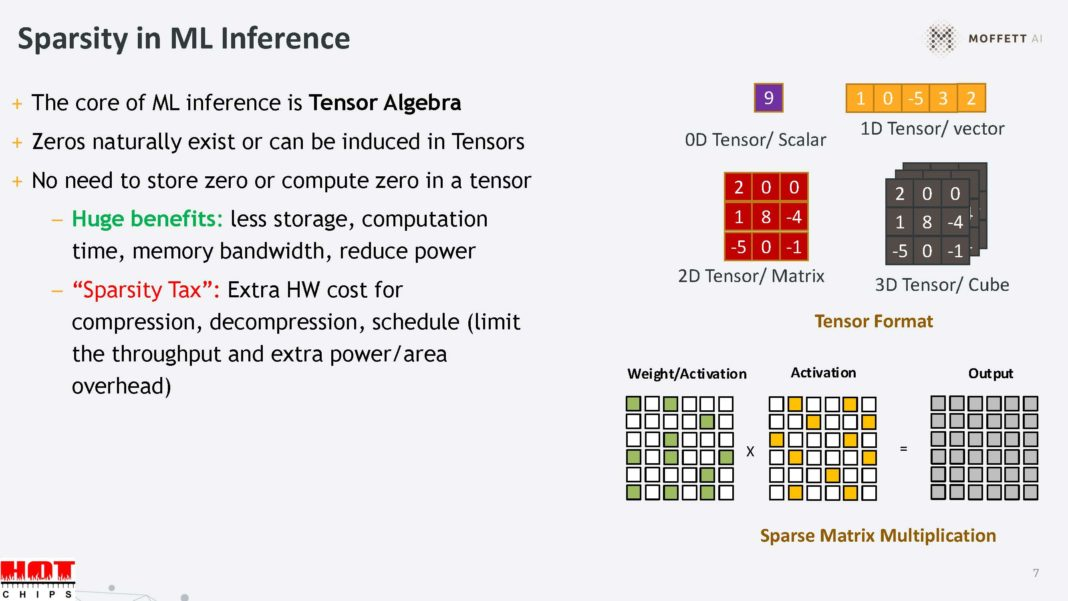 Sparsity in ML Inference
MOFFETT AI
+ The core of ML inference is Tensor Algebra
+ Zeros naturally exist or can be induced in Tensors
+ No need to store zero or compute zero in a tensor
– Huge benefits: less storage, computation
time, memory bandwidth, reduce power
– “Sparsity Tax”: Extra HW cost for
compression, decompression, schedule (limit
the throughput and extra power/area
overhead)
9
0D Tensor/ Scalar
1 0 -5 3 2
1D Tensor/ vector
2 0 0
1 8 -4
-5 0 -1
2D Tensor/ Matrix
2 0 0
1 8 -4
-5 0 -1
3D Tensor/ Cube
Tensor Format
Weight/Activation
Activation
Output
X
=
Sparse Matrix Multiplication
HOT
CHIPS
7